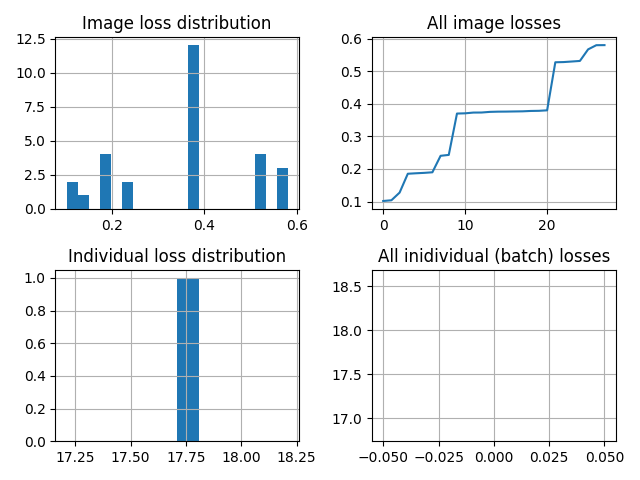 Image loss distribution
12.5
10.0
7.5
5.0
2.5
0.0
0.2 0.4 0.6
All image losses
0.6
0.5
0.4
0.3
0.2
0.1
0 10 20
Individual loss distribution
1.0
0.8
0.6
0.4
0.2
0.0
17.25 17.50 17.75 18.00 18.25
All inidividual (batch) losses
18.5
18.0
17.5
17.0
−0.050 −0.025 0.000 0.025 0.050